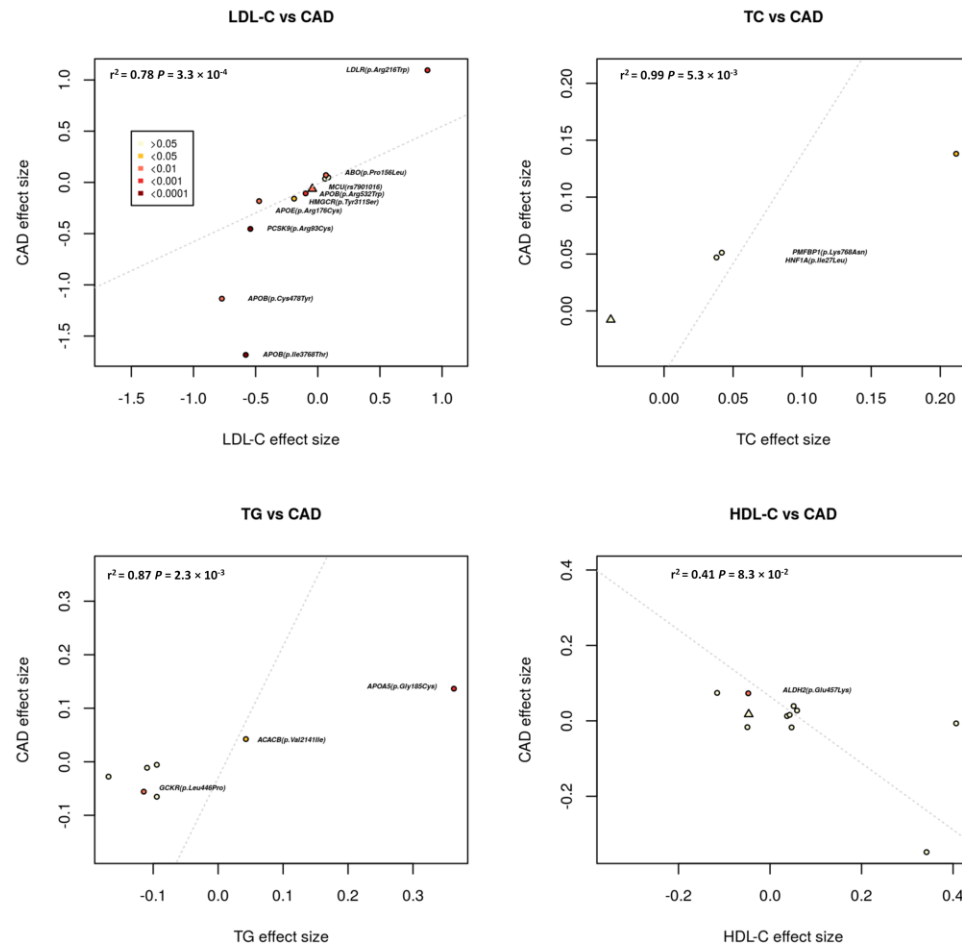 LDL-C vs CAD
r² = 0.78 P = 3.3 × 10⁻⁴
LDLR(p.Arg216Trp)
>0.05
<0.05
<0.01
<0.001
<0.0001
ABO(p.Pro156Leu)
MCU(rs7901016)
APOB(p.Arg532Trp)
HMGCR(p.Tyr311Ser)
APOE(p.Arg176Cys)
PCSK9(p.Arg93Cys)
APOB(p.Cys478Tyr)
APOB(p.Ile3768Thr)
CAD effect size
1.0
0.5
0.0
-0.5
-1.0
-1.5
-1.5 -1.0 -0.5 0.0 0.5 1.0
LDL-C effect size
TC vs CAD
r² = 0.99 P = 5.3 × 10⁻³
PMFBP1(p.Lys768Asn)
HNF1A(p.Ile27Leu)
CAD effect size
0.20
0.15
0.10
0.05
0.00
0.00 0.05 0.10 0.15 0.20
TC effect size
TG vs CAD
r² = 0.87 P = 2.3 × 10⁻³
APOA5(p.Gly185Cys)
ACACB(p.Val2141Ile)
GCKR(p.Leu446Pro)
CAD effect size
0.3
0.2
0.1
0.0
-0.1
-0.1 0.0 0.1 0.2 0.3
TG effect size
HDL-C vs CAD
r² = 0.41 P = 8.3 × 10⁻²
ALDH2(p.Glu457Lys)
CAD effect size
0.4
0.2
0.0
-0.2
-0.2 0.0 0.2 0.4
HDL-C effect size